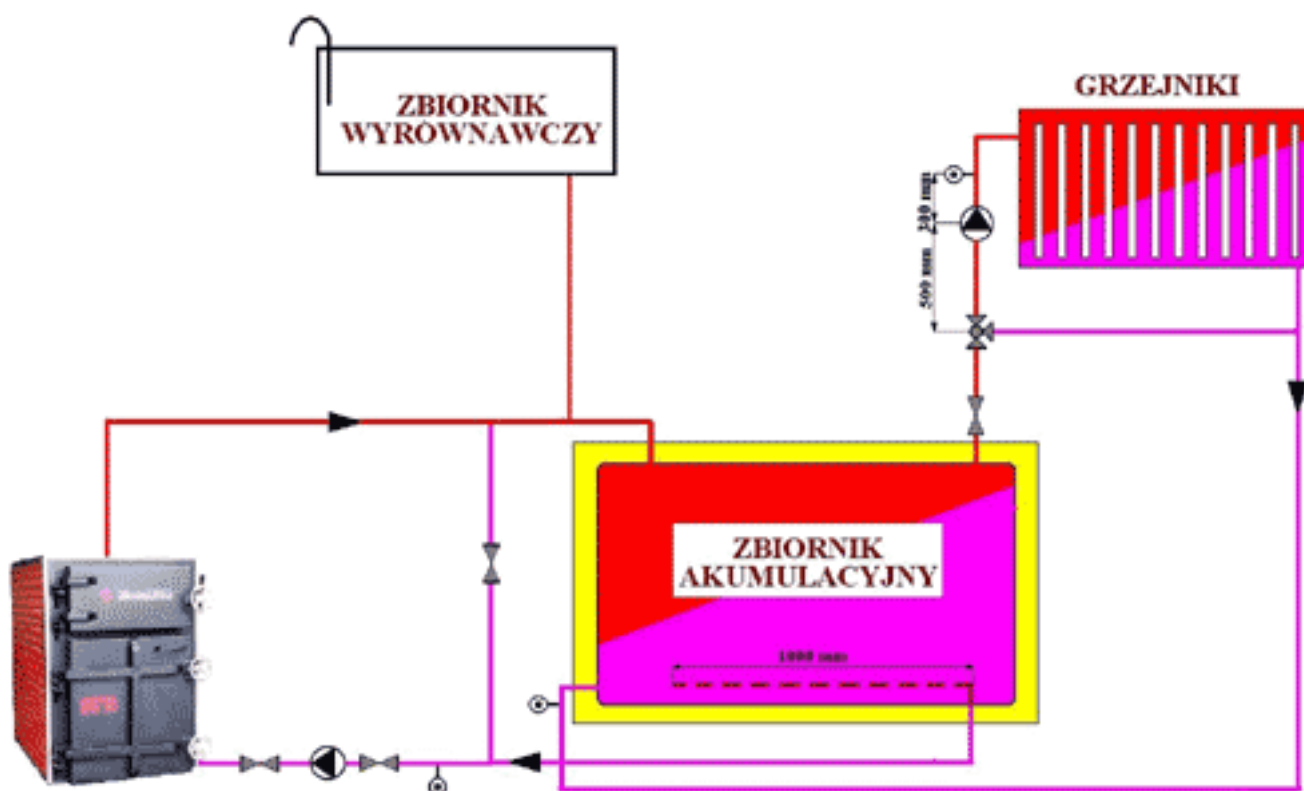 ZBIORNIK
WYRÓWNAWCZY
GRZEJNIKI
200 mm
500 mm
ZBIORNIK
AKUMULACYJNY
1000 mm